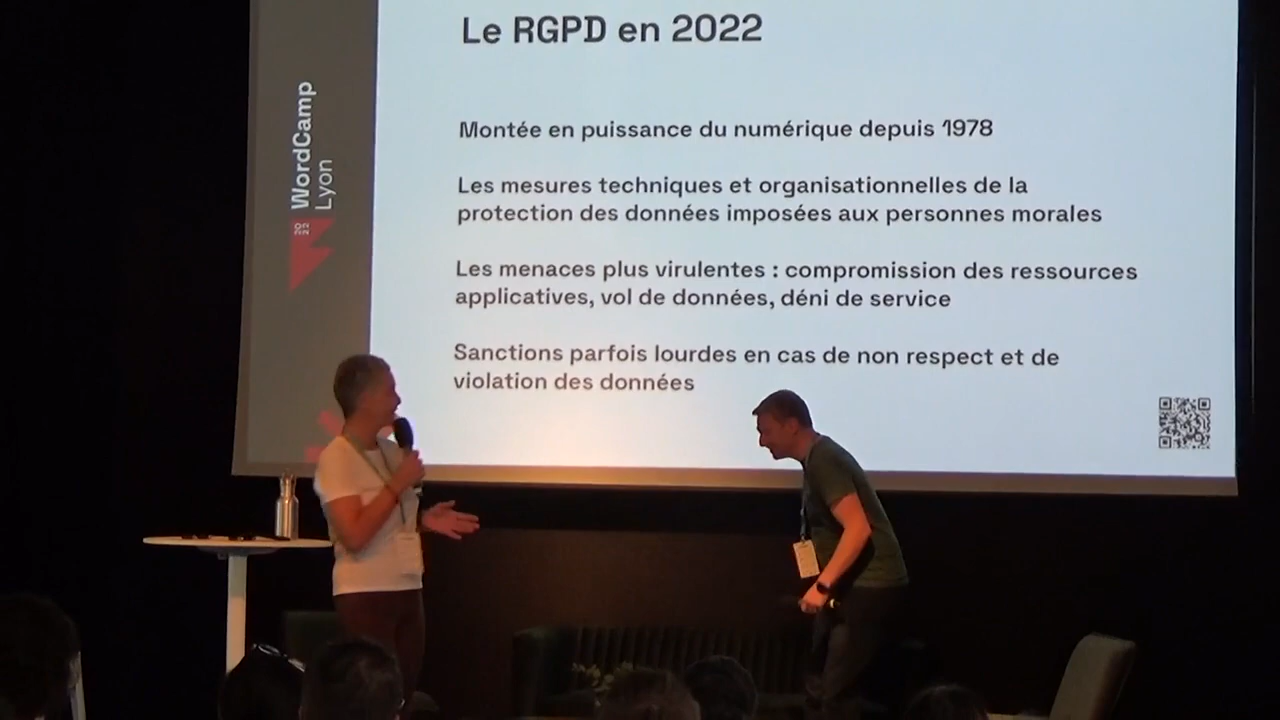 Le RGPD en 2022
Montée en puissance du numérique depuis 1978
Les mesures techniques et organisationnelles de la
protection des données imposées aux personnes morales
Les menaces plus virulentes : compromission des ressources
applicatives, vol de données, déni de service
Sanctions parfois lourdes en cas de non respect et de
violation des données
WordCamp
Lyon
20
22